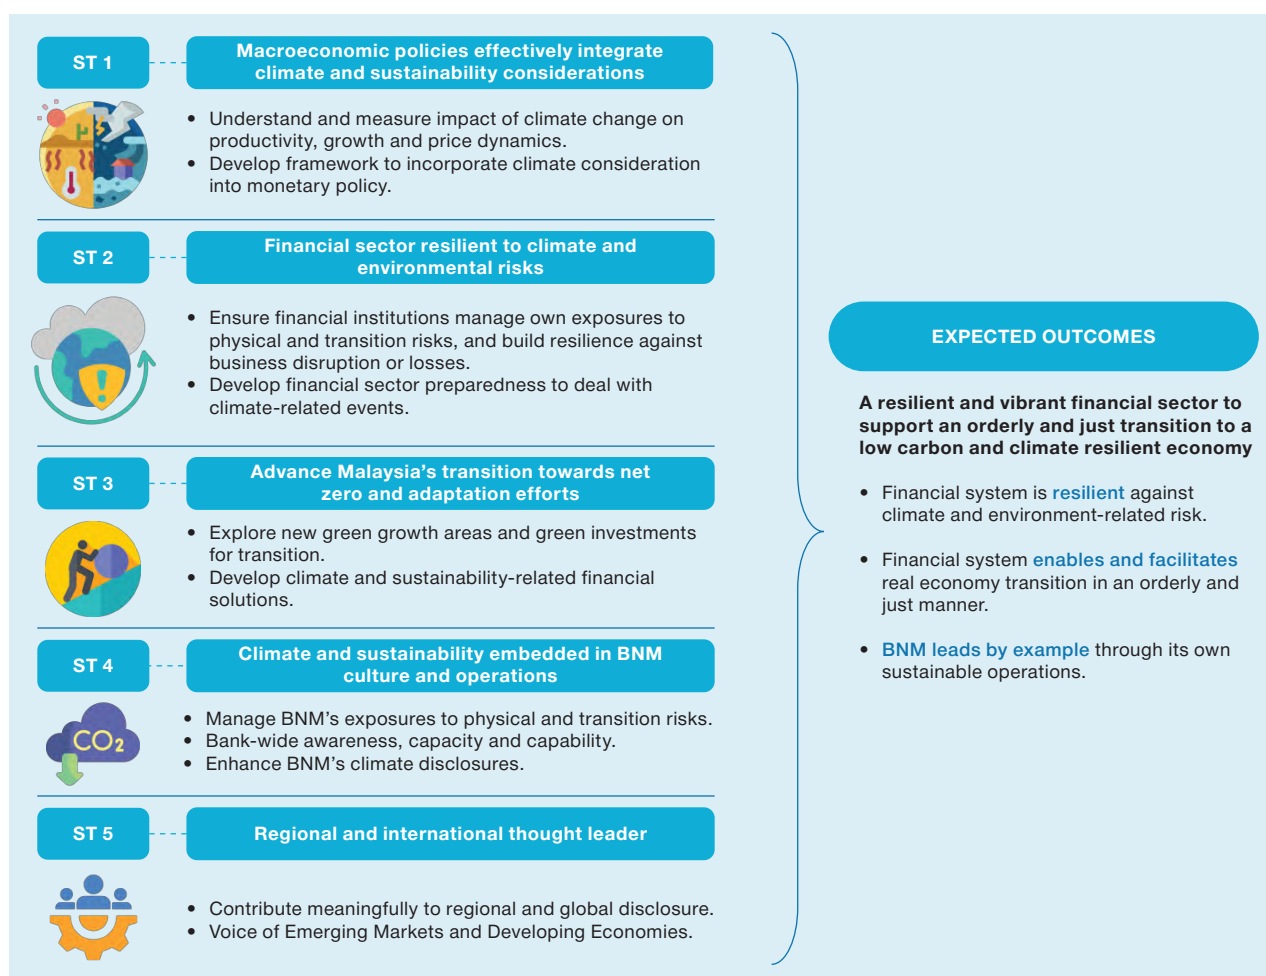 ST 1
Macroeconomic policies effectively integrate
climate and sustainability considerations
• Understand and measure impact of climate change on
productivity, growth and price dynamics.
• Develop framework to incorporate climate consideration
into monetary policy.
ST 2
Financial sector resilient to climate and
environmental risks
• Ensure financial institutions manage own exposures to
physical and transition risks, and build resilience against
business disruption or losses.
• Develop financial sector preparedness to deal with
climate-related events.
ST 3
Advance Malaysia's transition towards net
zero and adaptation efforts
• Explore new green growth areas and green investments
for transition.
• Develop climate and sustainability-related financial
solutions.
ST 4
Climate and sustainability embedded in BNM
culture and operations
CO2
• Manage BNM's exposures to physical and transition risks.
• Bank-wide awareness, capacity and capability.
• Enhance BNM's climate disclosures.
ST 5
Regional and international thought leader
• Contribute meaningfully to regional and global disclosure.
• Voice of Emerging Markets and Developing Economies.
EXPECTED OUTCOMES
A resilient and vibrant financial sector to
support an orderly and just transition to a
low carbon and climate resilient economy
• Financial system is resilient against
climate and environment-related risk.
• Financial system enables and facilitates
real economy transition in an orderly and
just manner.
• BNM leads by example through its own
sustainable operations.